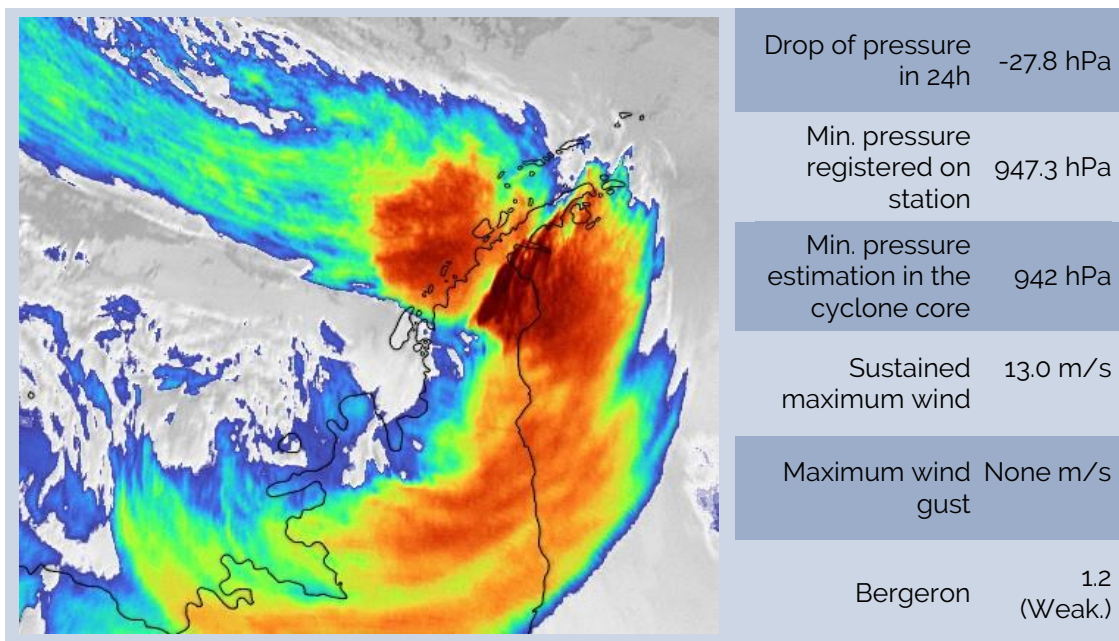 Drop of pressure
in 24h
-27.8 hPa
Min. pressure
registered on
station
947.3 hPa
Min. pressure
estimation in the
cyclone core
942 hPa
Sustained
maximum wind
13.0 m/s
Maximum wind
gust
None m/s
Bergeron
1.2
(Weak.)